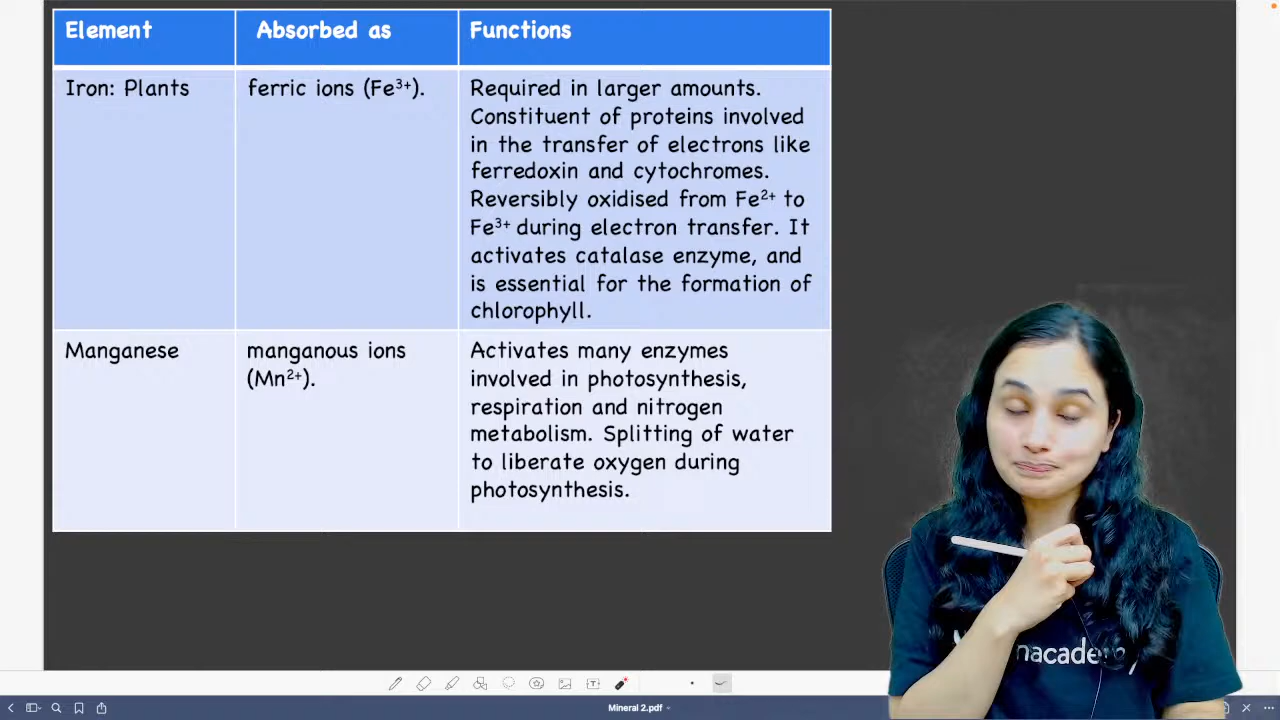 Element
Absorbed as
Functions
Iron: Plants
ferric ions (Fe³⁺).
Required in larger amounts.
Constituent of proteins involved
in the transfer of electrons like
ferredoxin and cytochromes.
Reversibly oxidised from Fe²⁺ to
Fe³⁺ during electron transfer. It
activates catalase enzyme, and
is essential for the formation of
chlorophyll.
Manganese
manganous ions
(Mn²⁺).
Activates many enzymes
involved in photosynthesis,
respiration and nitrogen
metabolism. Splitting of water
to liberate oxygen during
photosynthesis.
Mineral 2.pdf